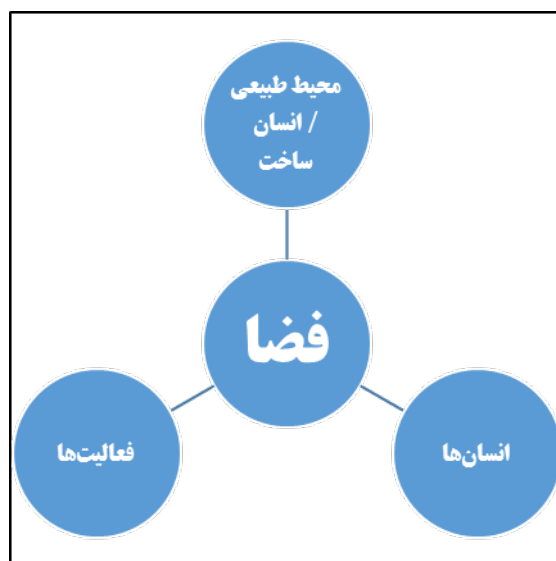 محیط طبیعی
/ انسان
ساخت
فضا
انسان‌ها
فعالیت‌ها